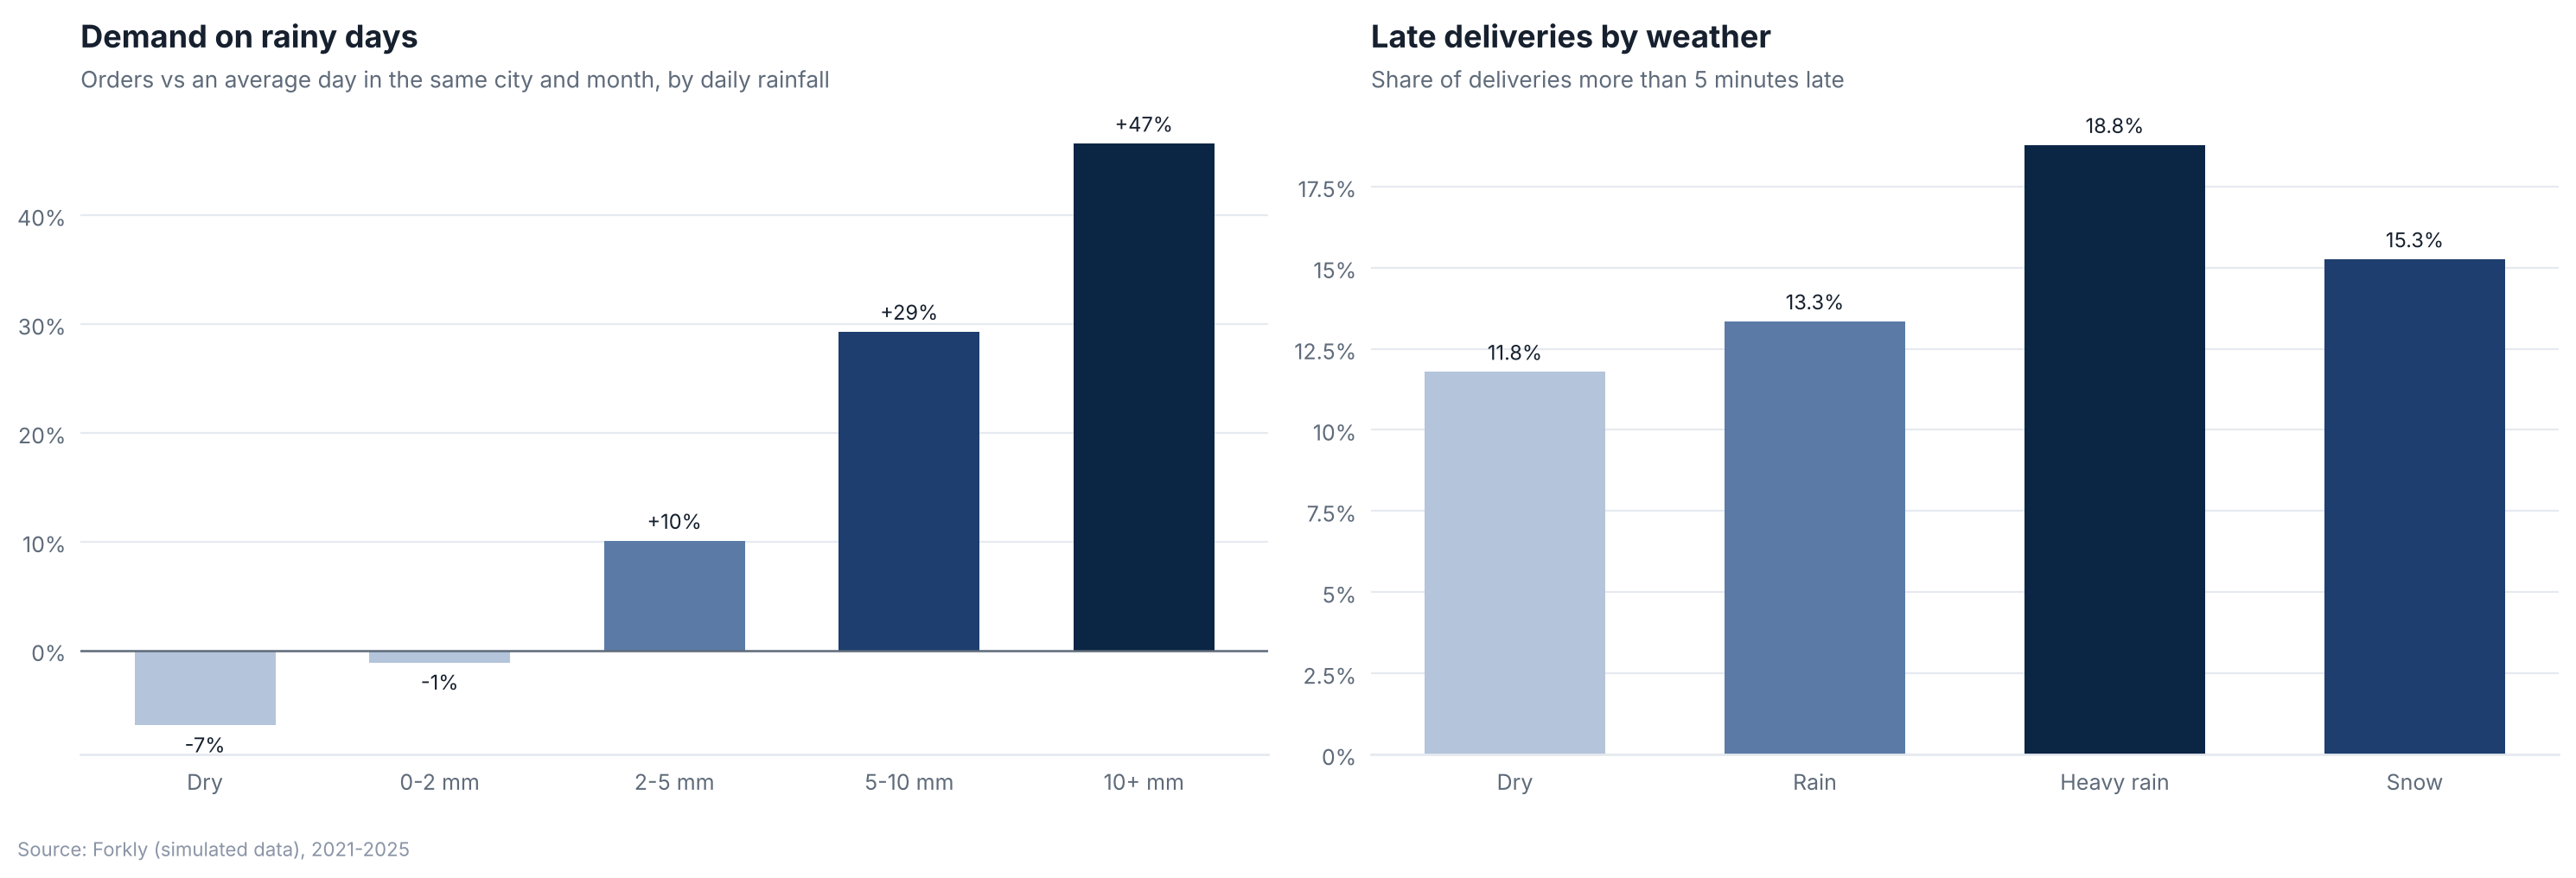 Demand on rainy days
Orders vs an average day in the same city and month, by daily rainfall
+47%
40%
30%
+29%
20%
+10%
10%
0%
-1%
-7%
Dry
0-2 mm
2-5 mm
5-10 mm
10+ mm
Late deliveries by weather
Share of deliveries more than 5 minutes late
18.8%
17.5%
15.3%
15%
13.3%
12.5%
11.8%
10%
7.5%
5%
2.5%
0%
Dry
Rain
Heavy rain
Snow
Source: Forkly (simulated data), 2021-2025